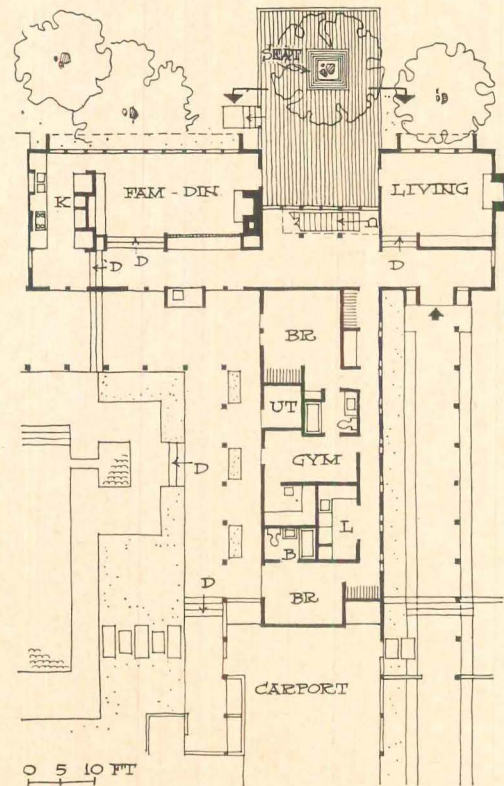 SEAT
K
FAM - DIN.
LIVING
D
D
D
D
BR
UT
GYM
D
L
B
D
BR
CARPORT
0 5 10 FT